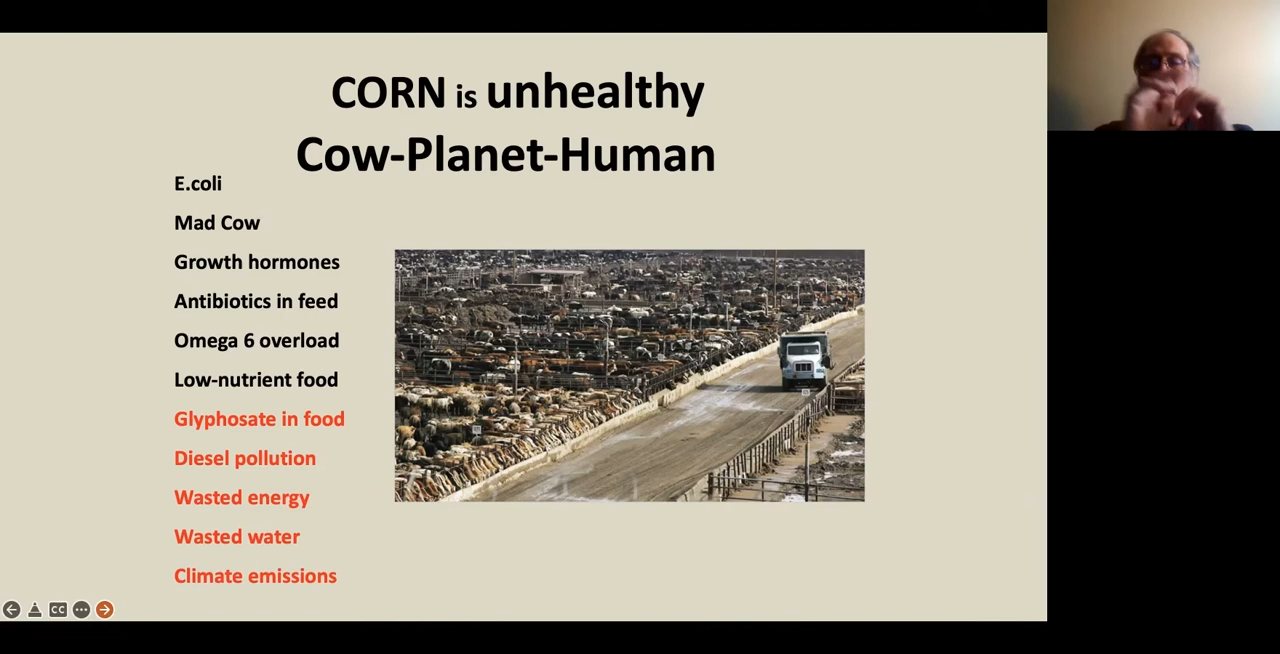 CORN is unhealthy
Cow-Planet-Human
E.coli
Mad Cow
Growth hormones
Antibiotics in feed
Omega 6 overload
Low-nutrient food
Glyphosate in food
Diesel pollution
Wasted energy
Wasted water
Climate emissions
CC